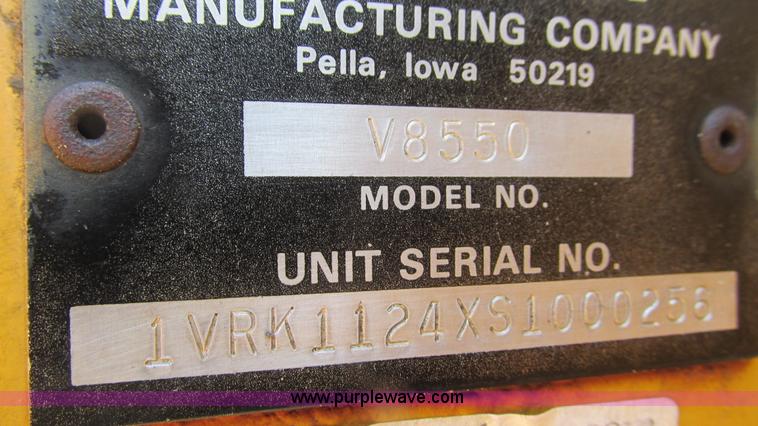 MANUFACTURING COMPANY
Pella, Iowa 50219
V8550
MODEL NO.
UNIT SERIAL NO.
1VRK1124XS1000256
www.purplewave.com